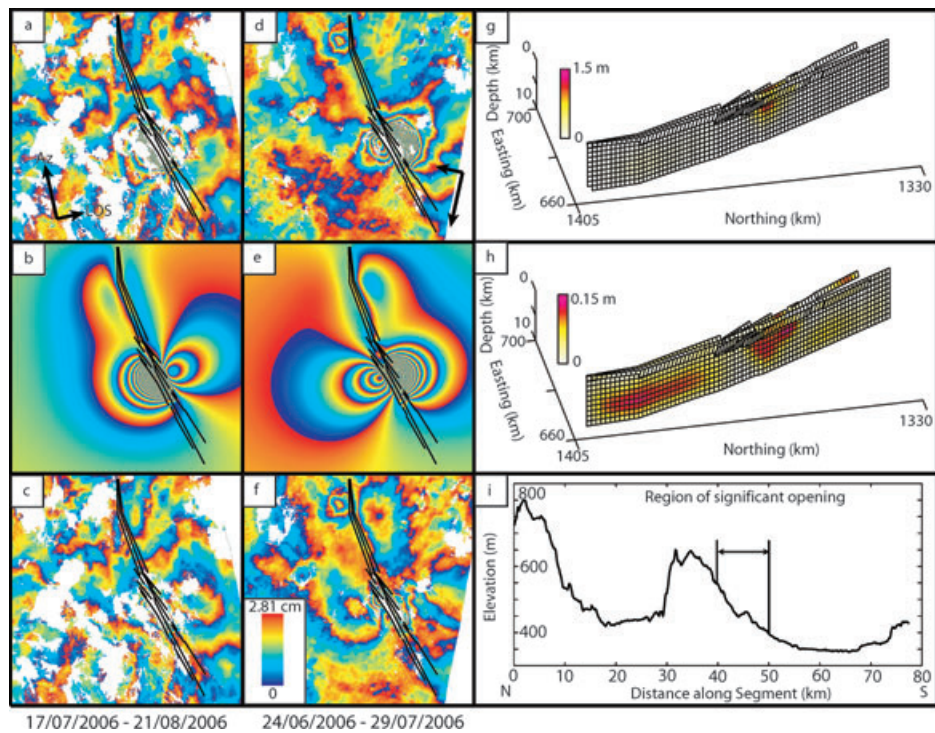 a
d
g
Az
LOS
b
e
h
c
f
i
2.81 cm
0
17/07/2006 - 21/08/2006
24/06/2006 - 29/07/2006
0
Depth (km)
10
700
Easting (km)
660
1405
1.5 m
0
1330
Northing (km)
0
Depth (km)
10
700
Easting (km)
660
1405
0.15 m
0
1330
Northing (km)
Region of significant opening
800
600
400
Elevation (m)
0 10 20 30 40 50 60 70 80
N Distance along Segment (km) S